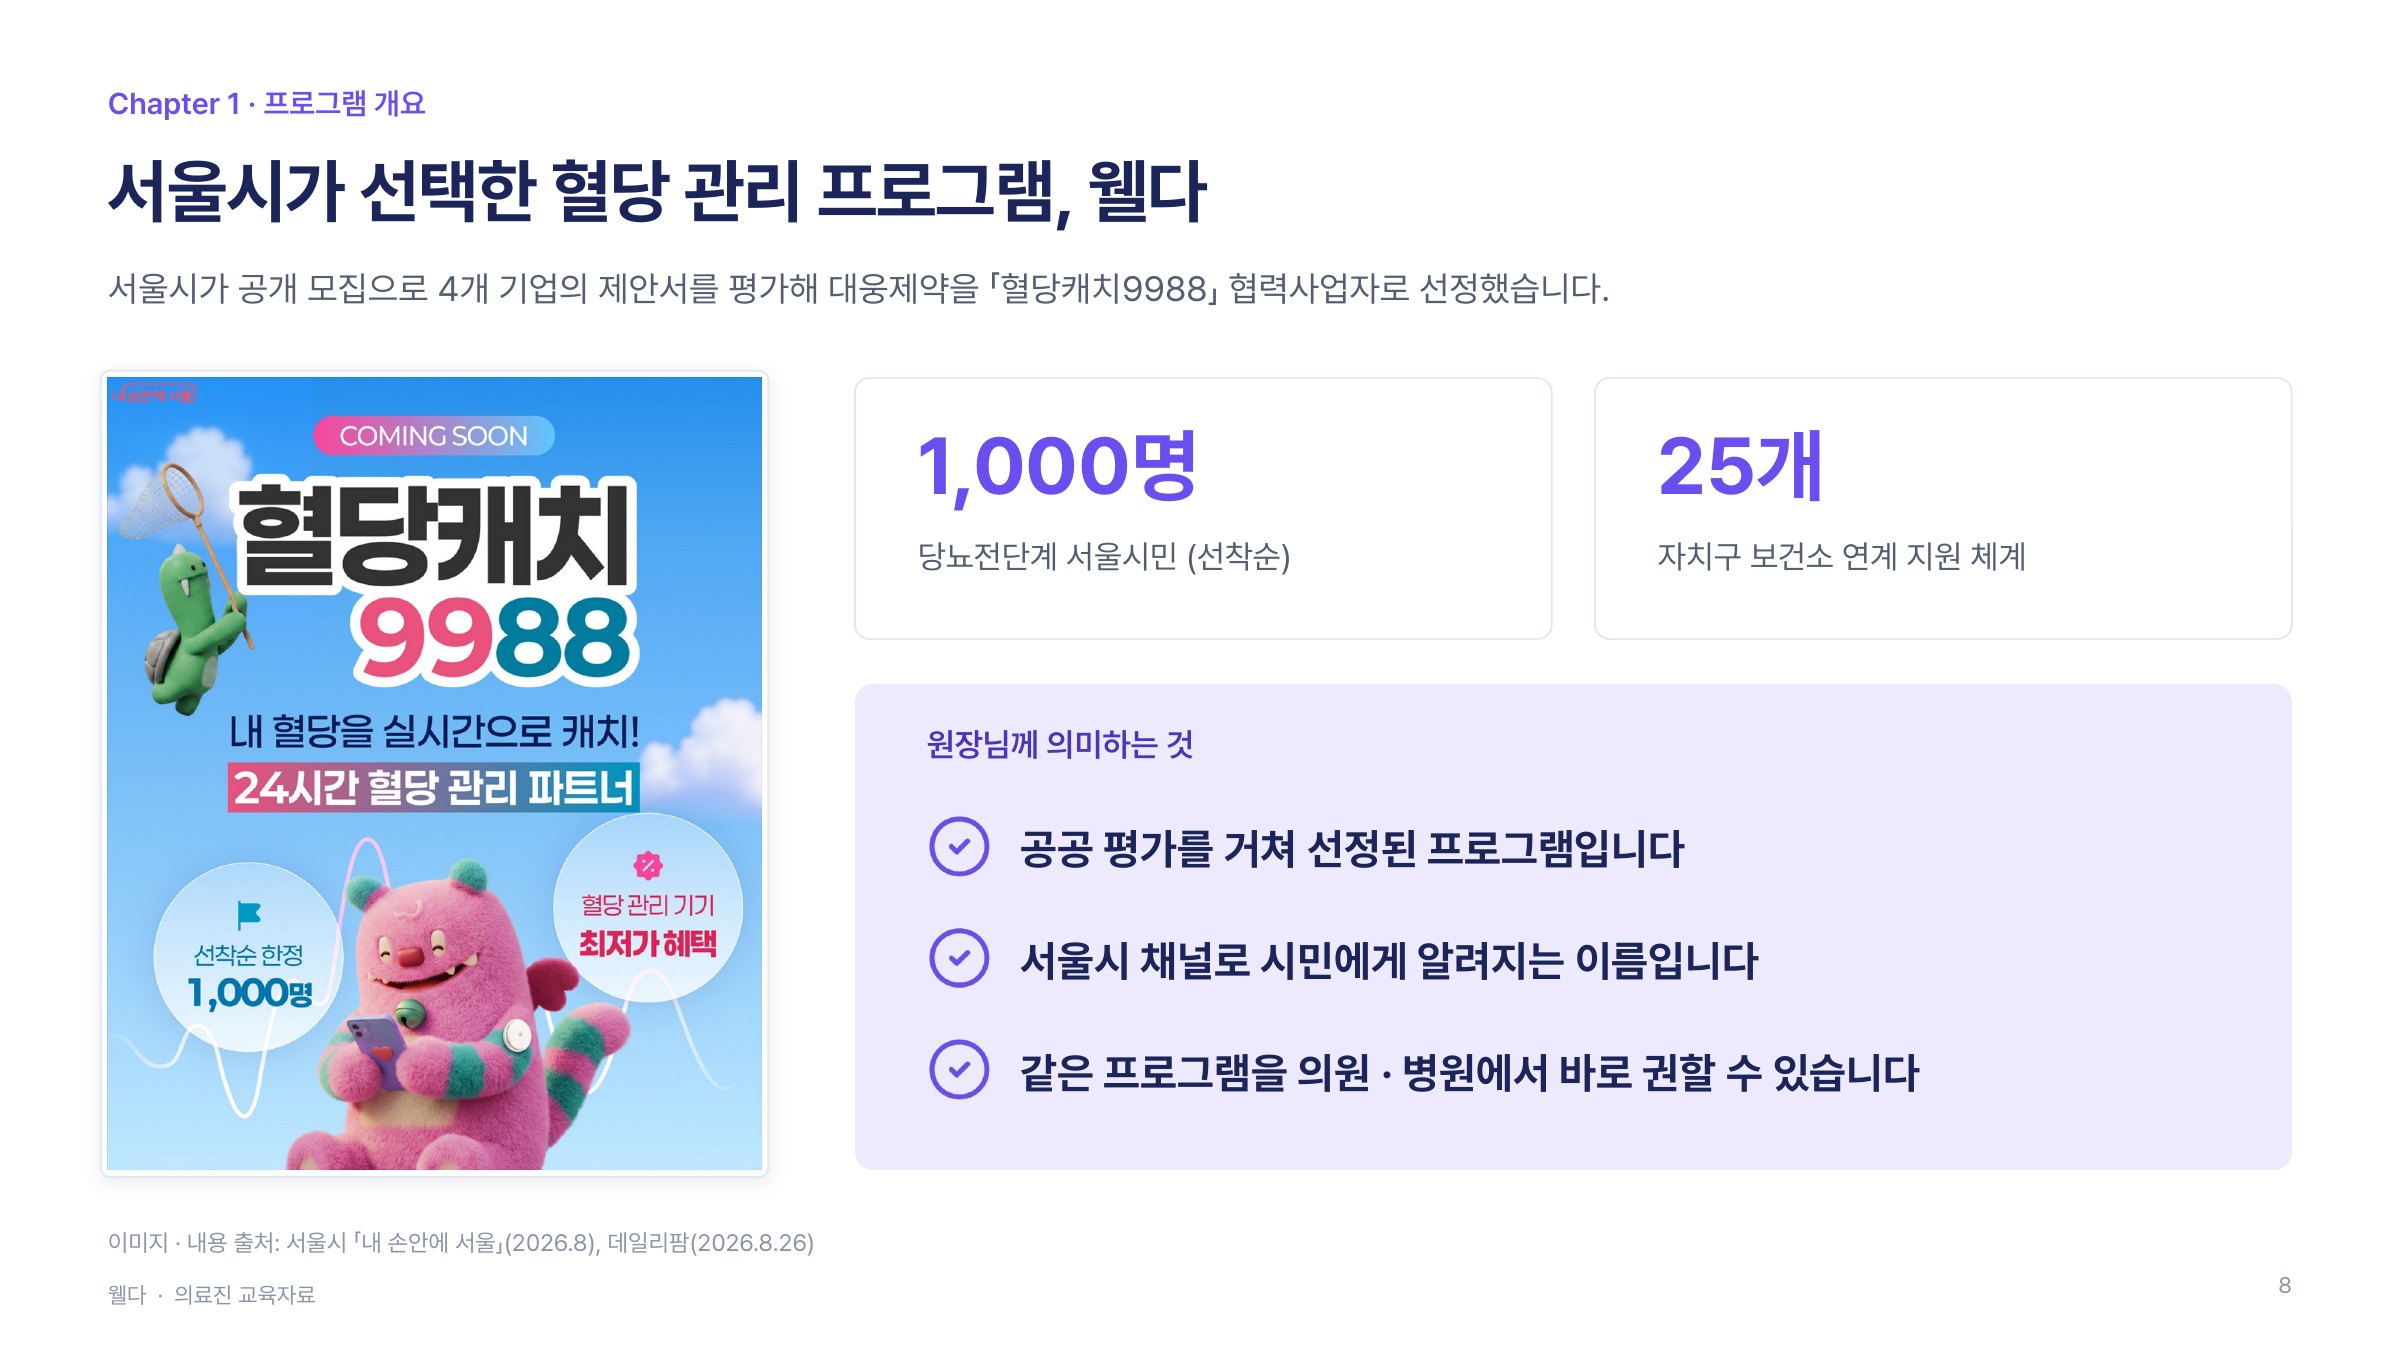 Chapter 1 · 프로그램 개요
서울시가 선택한 혈당 관리 프로그램, 웰다
서울시가 공개 모집으로 4개 기업의 제안서를 평가해 대웅제약을 「혈당캐치9988」 협력사업자로 선정했습니다.
내 손안에 서울
COMING SOON
혈당캐치
9988
내 혈당을 실시간으로 캐치!
24시간 혈당 관리 파트너
선착순 한정
1,000명
혈당 관리 기기
최저가 혜택
1,000명
당뇨전단계 서울시민 (선착순)
25개
자치구 보건소 연계 지원 체계
원장님께 의미하는 것
공공 평가를 거쳐 선정된 프로그램입니다
서울시 채널로 시민에게 알려지는 이름입니다
같은 프로그램을 의원 · 병원에서 바로 권할 수 있습니다
이미지 · 내용 출처: 서울시 「내 손안에 서울」(2026.8), 데일리팜(2026.8.26)
웰다 · 의료진 교육자료
8